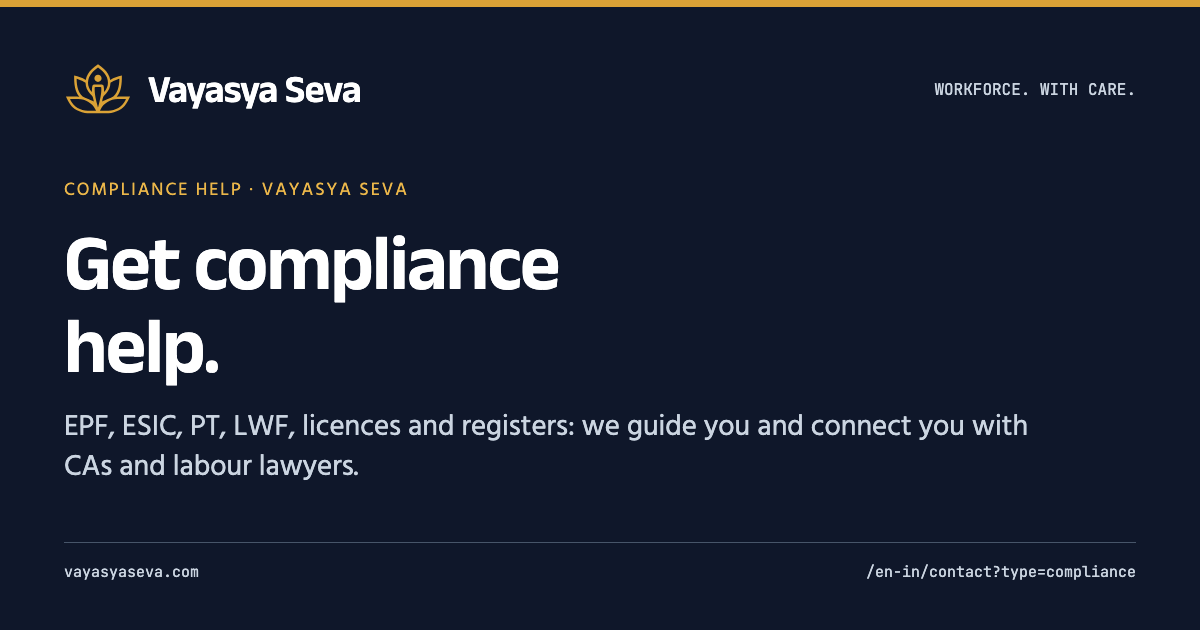 Vayasya Seva
WORKFORCE. WITH CARE.
COMPLIANCE HELP · VAYASYA SEVA
Get compliance
help.
EPF, ESIC, PT, LWF, licences and registers: we guide you and connect you with
CAs and labour lawyers.
vayasyaseva.com
/en-in/contact?type=compliance